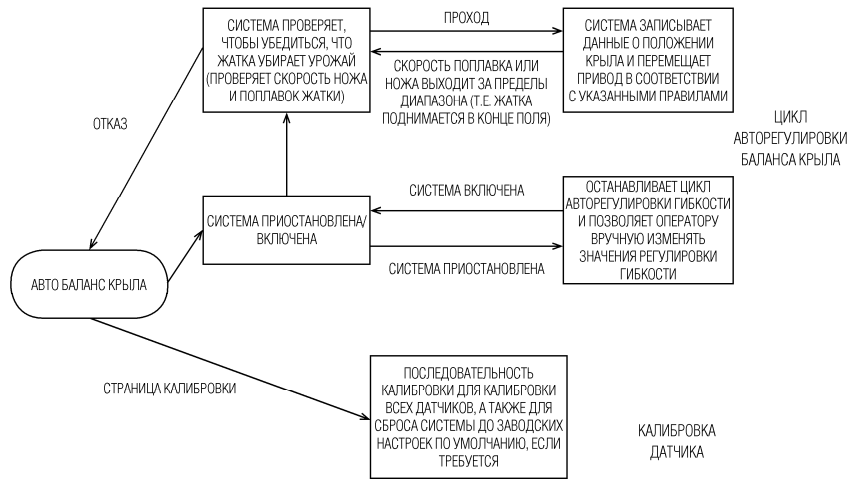 СИСТЕМА ПРОВЕРЯЕТ,
ЧТОБЫ УБЕДИТЬСЯ, ЧТО
ЖАТКА УБИРАЕТ УРОЖАЙ
(ПРОВЕРЯЕТ СКОРОСТЬ НОЖА
И ПОПЛАВОК ЖАТКИ)
ПРОХОД
СКОРОСТЬ ПОПЛАВКА ИЛИ
НОЖА ВЫХОДИТ ЗА ПРЕДЕЛЫ
ДИАПАЗОНА (Т.Е. ЖАТКА
ПОДНИМАЕТСЯ В КОНЦЕ ПОЛЯ)
СИСТЕМА ЗАПИСЫВАЕТ
ДАННЫЕ О ПОЛОЖЕНИИ
КРЫЛА И ПЕРЕМЕЩАЕТ
ПРИВОД В СООТВЕТСТВИИ
С УКАЗАННЫМИ ПРАВИЛАМИ
ОТКАЗ
ЦИКЛ
АВТОРЕГУЛИРОВКИ
БАЛАНСА КРЫЛА
СИСТЕМА ПРИОСТАНОВЛЕНА/
ВКЛЮЧЕНА
СИСТЕМА ВКЛЮЧЕНА
СИСТЕМА ПРИОСТАНОВЛЕНА
ОСТАНАВЛИВАЕТ ЦИКЛ
АВТОРЕГУЛИРОВКИ ГИБКОСТИ
И ПОЗВОЛЯЕТ ОПЕРАТОРУ
ВРУЧНУЮ ИЗМЕНЯТЬ
ЗНАЧЕНИЯ РЕГУЛИРОВКИ
ГИБКОСТИ
АВТО БАЛАНС КРЫЛА
СТРАНИЦА КАЛИБРОВКИ
ПОСЛЕДОВАТЕЛЬНОСТЬ
КАЛИБРОВКИ ДЛЯ КАЛИБРОВКИ
ВСЕХ ДАТЧИКОВ, А ТАКЖЕ ДЛЯ
СБРОСА СИСТЕМЫ ДО ЗАВОДСКИХ
НАСТРОЕК ПО УМОЛЧАНИЮ, ЕСЛИ
ТРЕБУЕТСЯ
КАЛИБРОВКА
ДАТЧИКА